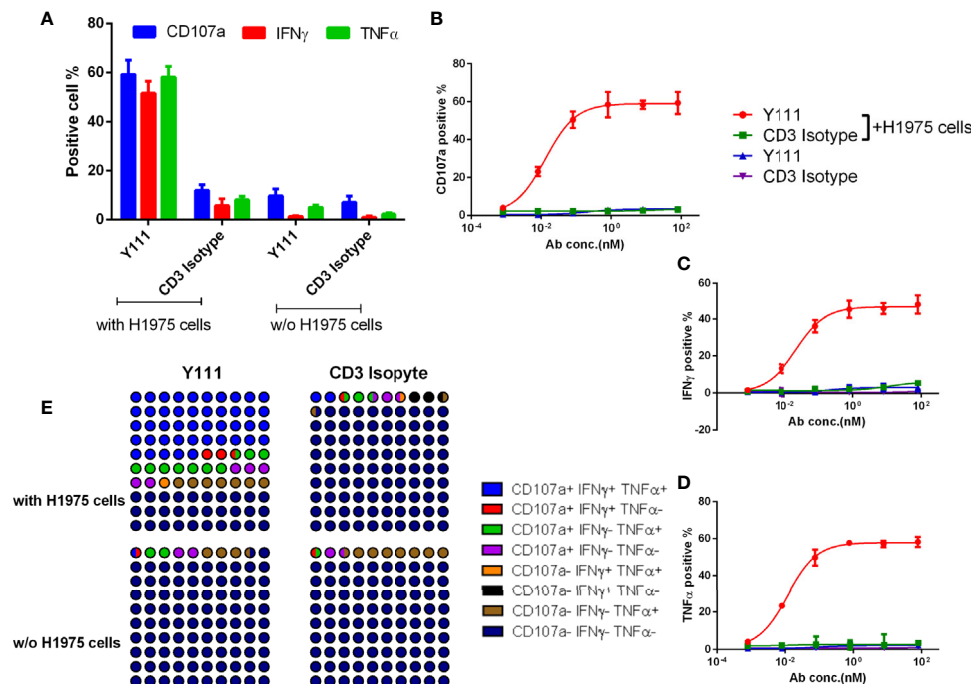 A
80
60
40
20
0
Positive cell %
CD107a
IFNγ
TNFα
Y111
CD3 Isotype
Y111
CD3 Isotype
with H1975 cells
w/o H1975 cells
B
80
60
40
20
0
CD107a positive %
10-4
10-2
100
102
Ab conc.(nM)
Y111
CD3 Isotype
+H1975 cells
Y111
CD3 Isotype
C
60
40
20
0
-20
IFNγ positive %
10-2
100
102
Ab conc.(nM)
E
Y111
CD3 Isopyte
with H1975 cells
w/o H1975 cells
CD107a+ IFNγ+ TNFα+
CD107a+ IFNγ+ TNFα-
CD107a+ IFNγ- TNFα+
CD107a+ IFNγ- TNFα-
CD107a- IFNγ+ TNFα+
CD107a- IFNγ+ TNFα-
CD107a- IFNγ- TNFα+
CD107a- IFNγ- TNFα-
D
80
60
40
20
0
TNFα positive %
10-4
10-2
100
102
Ab conc.(nM)